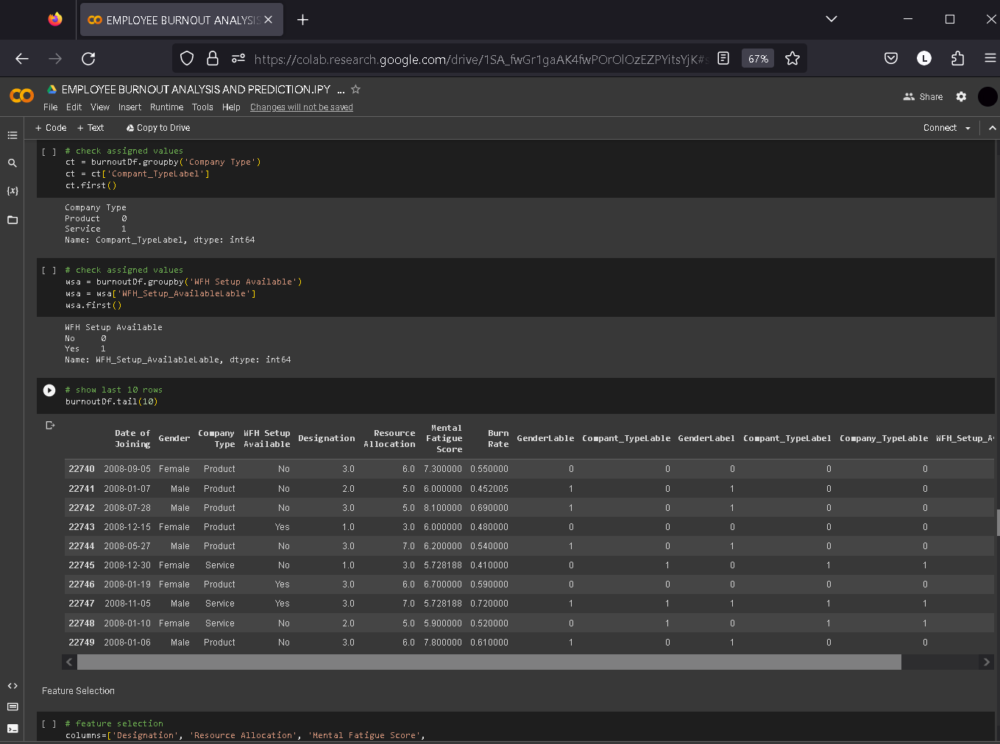 EMPLOYEE BURNOUT ANALYSIS
https://colab.research.google.com/drive/1SA_fwGr1gaAK4fwPOrOlOzEZPYitsYjK#s
67%
L
EMPLOYEE BURNOUT ANALYSIS AND PREDICTION.IPY ...
Share
File Edit View Insert Runtime Tools Help Changes will not be saved
+ Code + Text Copy to Drive Connect
[ ] # check assigned values
ct = burnoutDf.groupby('Company Type')
ct = ct['Compant_TypeLabel']
ct.first()
Company Type
Product 0
Service 1
Name: Compant_TypeLabel, dtype: int64
[ ] # check assigned values
wsa = burnoutDf.groupby('WFH Setup Available')
wsa = wsa['WFH_Setup_AvailableLable']
wsa.first()
WFH Setup Available
No 0
Yes 1
Name: WFH_Setup_AvailableLable, dtype: int64
# show last 10 rows
burnoutDf.tail(10)
Date of Joining Gender Company Type WFH Setup Available Designation Resource Allocation Mental Fatigue Score Burn Rate GenderLable Compant_TypeLable GenderLabel Compant_TypeLabel Company_TypeLable WFH_Setup_A
22740 2008-09-05 Female Product No 3.0 6.0 7.300000 0.550000 0 0 0 0 0
22741 2008-01-07 Male Product No 2.0 5.0 6.000000 0.452005 1 0 1 0 0
22742 2008-07-28 Male Product No 3.0 5.0 8.100000 0.690000 1 0 1 0 0
22743 2008-12-15 Female Product Yes 1.0 3.0 6.000000 0.480000 0 0 0 0 0
22744 2008-05-27 Male Product No 3.0 7.0 6.200000 0.540000 1 0 1 0 0
22745 2008-12-30 Female Service No 1.0 3.0 5.728188 0.410000 0 1 0 1 1
22746 2008-01-19 Female Product Yes 3.0 6.0 6.700000 0.590000 0 0 0 0 0
22747 2008-11-05 Male Service Yes 3.0 7.0 5.728188 0.720000 1 1 1 1 1
22748 2008-01-10 Female Service No 2.0 5.0 5.900000 0.520000 0 1 0 1 1
22749 2008-01-06 Male Product No 3.0 6.0 7.800000 0.610000 1 0 1 0 0
Feature Selection
[ ] # feature selection
columns=['Designation', 'Resource Allocation', 'Mental Fatigue Score',